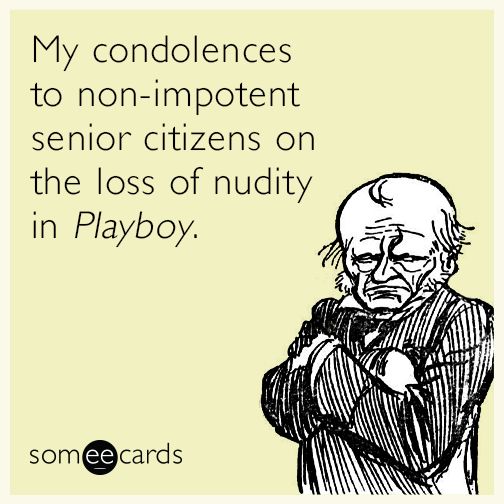 My condolences
to non-impotent
senior citizens on
the loss of nudity
in Playboy.
someecards